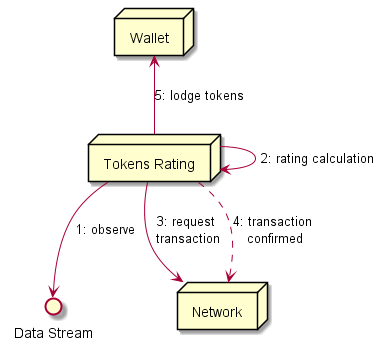 Wallet
5: lodge tokens
Tokens Rating
2: rating calculation
1: observe
3: request
transaction
4: transaction
confirmed
Data Stream
Network